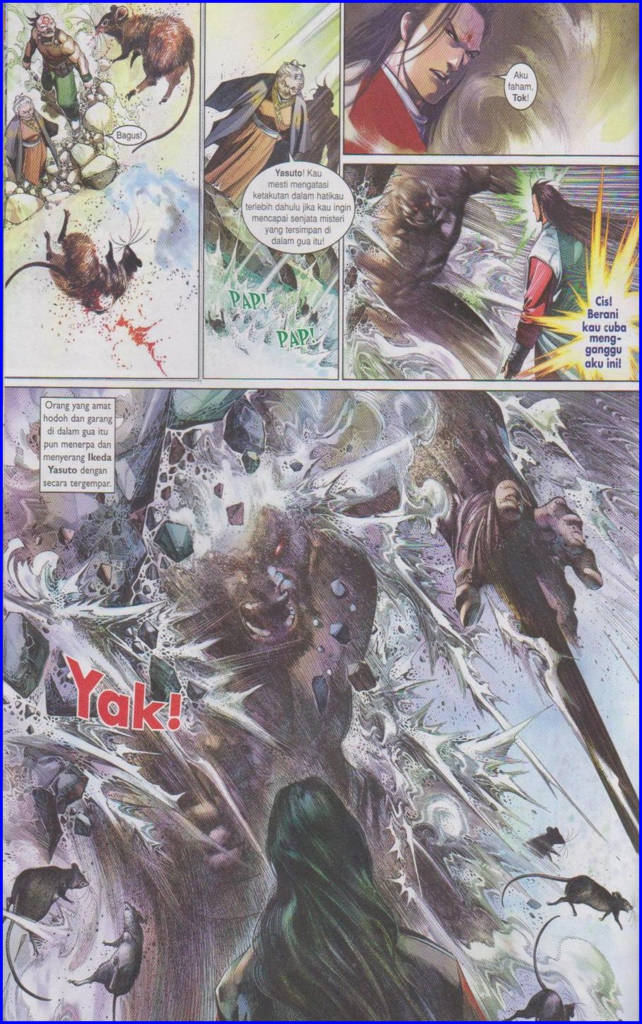 Bagus!
Yasuto! Kau
mesti mengatasi
ketakutan dalam hatikau
terlebih dahulu jika kau ingin
mencapai senjata misteri
yang tersimpan di
dalam gua itu!
PAP!
PAP!
Aku
faham,
Tok!
Cis!
Berani
kau cuba
meng-
ganggu
aku ini!
Orang yang amat
hodoh dan garang
di dalam gua itu
pun menerpa dan
menyerang Ikeda
Yasuto dengan
secara tergempar.
Yak!